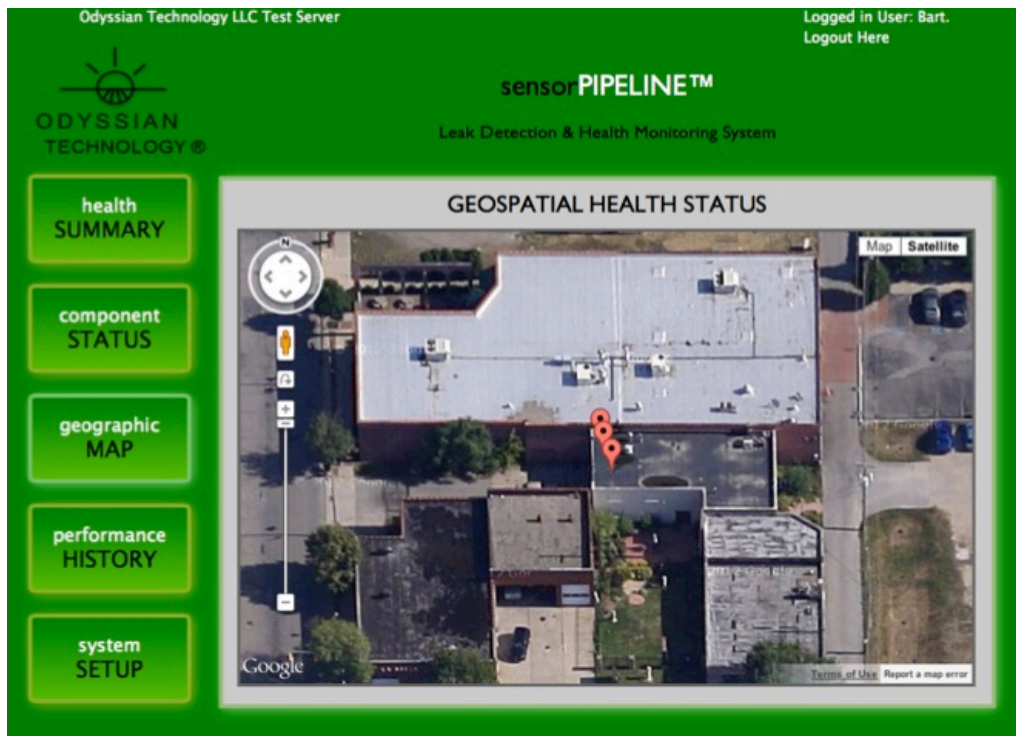 Odyssian Technology LLC Test Server
Logged in User: Bart.
Logout Here
ODYSSIAN
TECHNOLOGY®
sensorPIPELINE™
Leak Detection & Health Monitoring System
health
SUMMARY
component
STATUS
geographic
MAP
performance
HISTORY
system
SETUP
GEOSPATIAL HEALTH STATUS
N
Map Satellite
Google
Terms of Use Report a map error